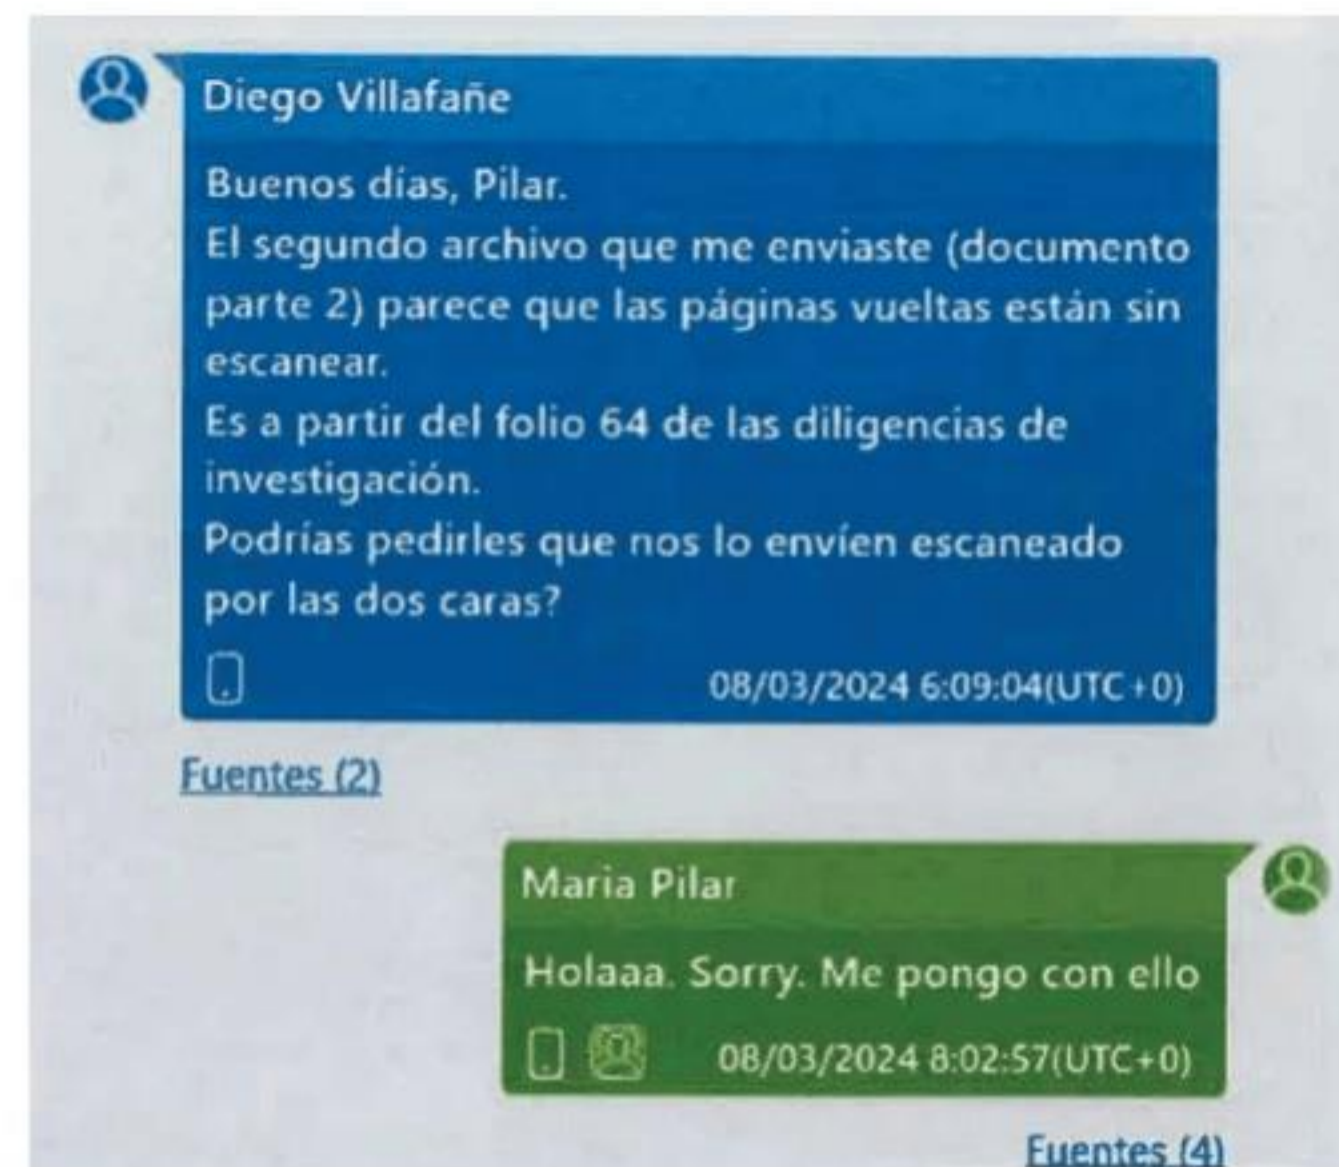 Diego Villafañe
Buenos días, Pilar.
El segundo archivo que me enviaste (documento
parte 2) parece que las páginas vueltas están sin
escanear.
Es a partir del folio 64 de las diligencias de
investigación.
Podrías pedirles que nos lo envíen escaneado
por las dos caras?
08/03/2024 6:09:04(UTC+0)
Fuentes (2)
Maria Pilar
Holaaa. Sorry. Me pongo con ello
08/03/2024 8:02:57(UTC+0)
Fuentes (4)